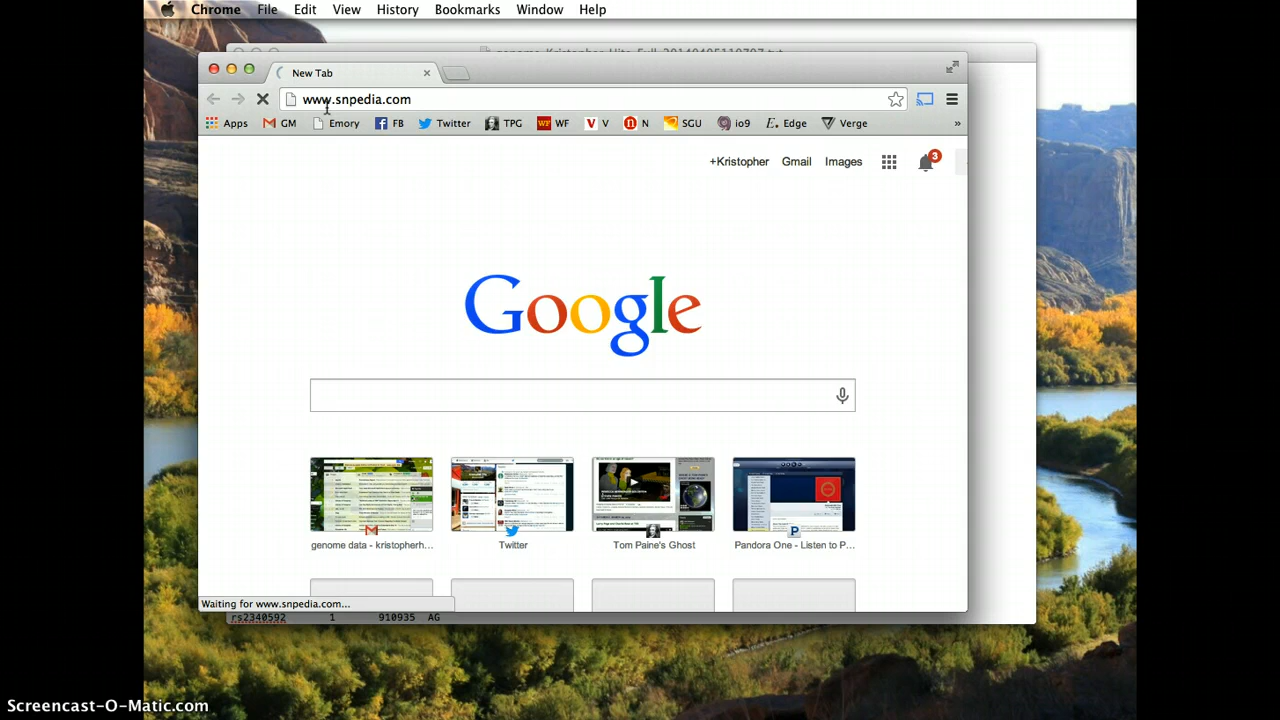 Chrome File Edit View History Bookmarks Window Help
genome_Kristopher_Hite_Full_20140405110707.txt
New Tab
www.snpedia.com
Apps GM Emory FB Twitter TPG WF V N SGU io9 Edge Verge »
+Kristopher Gmail Images 3
Google
genome data - kristopherh... Twitter Tom Paine's Ghost Pandora One - Listen to P...
Waiting for www.snpedia.com...
rs2340592 1 910935 AG
Screencast-O-Matic.com